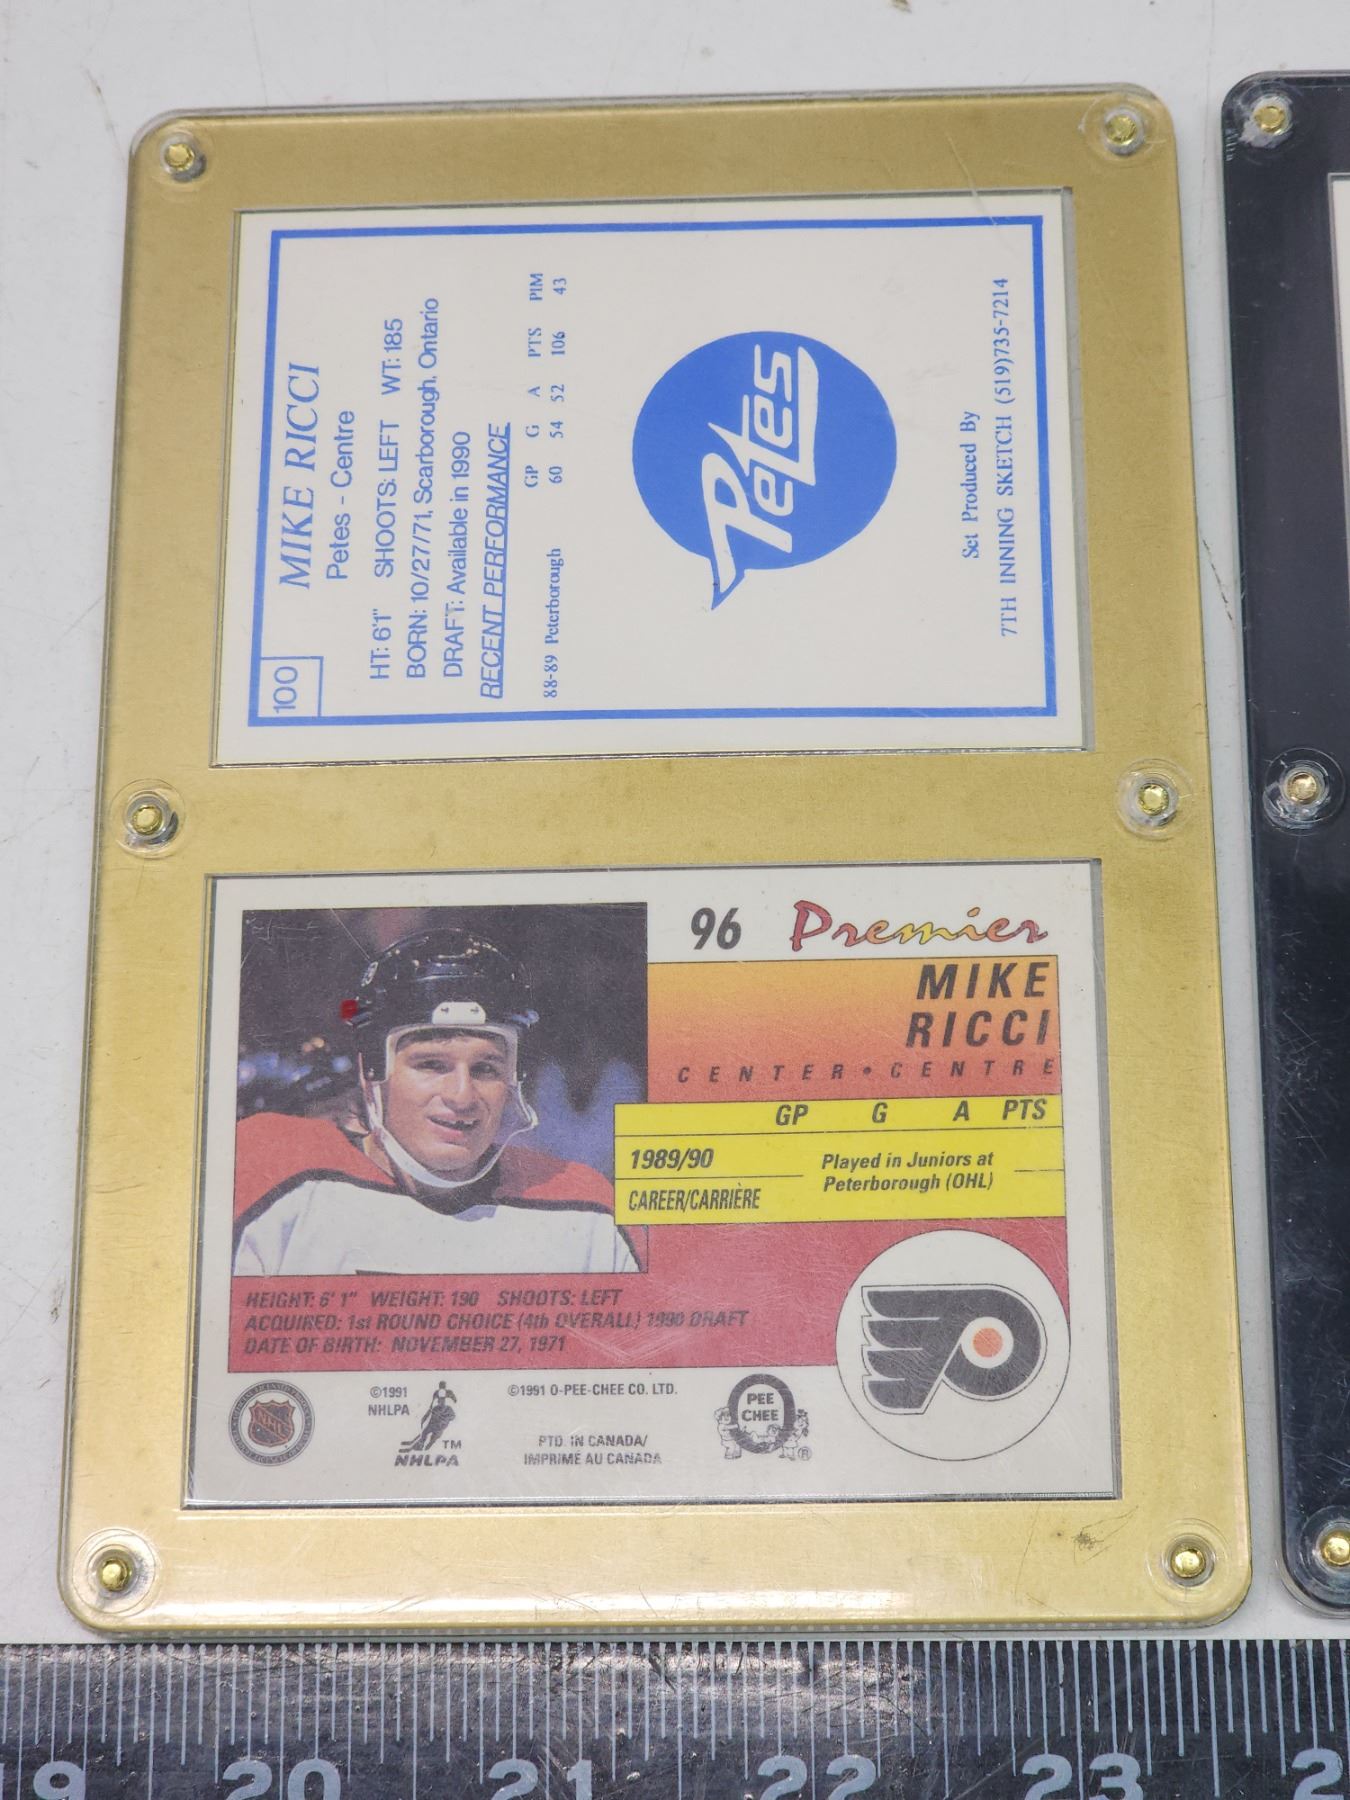 100
MIKE RICCI
Petes - Centre
HT: 6'1" SHOOTS: LEFT WT: 185
BORN: 10/27/71, Scarborough, Ontario
DRAFT: Available in 1990
RECENT PERFORMANCE
GP G A PTS PIM
88-89 Peterborough 60 54 52 106 43
Petes
Set Produced By
7TH INNING SKETCH (519)735-7214
96 Premier
MIKE
RICCI
CENTER • CENTRE
GP G A PTS
1989/90
CAREER/CARRIÈRE
Played in Juniors at
Peterborough (OHL)
HEIGHT: 6' 1" WEIGHT: 190 SHOOTS: LEFT
ACQUIRED: 1st ROUND CHOICE (4th OVERALL) 1990 DRAFT
DATE OF BIRTH: NOVEMBER 27, 1971
NHL
©1991
NHLPA
TM
NHLPA
©1991 O-PEE-CHEE CO. LTD.
PTD. IN CANADA/
IMPRIMÉ AU CANADA
O
PEE
CHEE
®
19 20 21 22 23 2